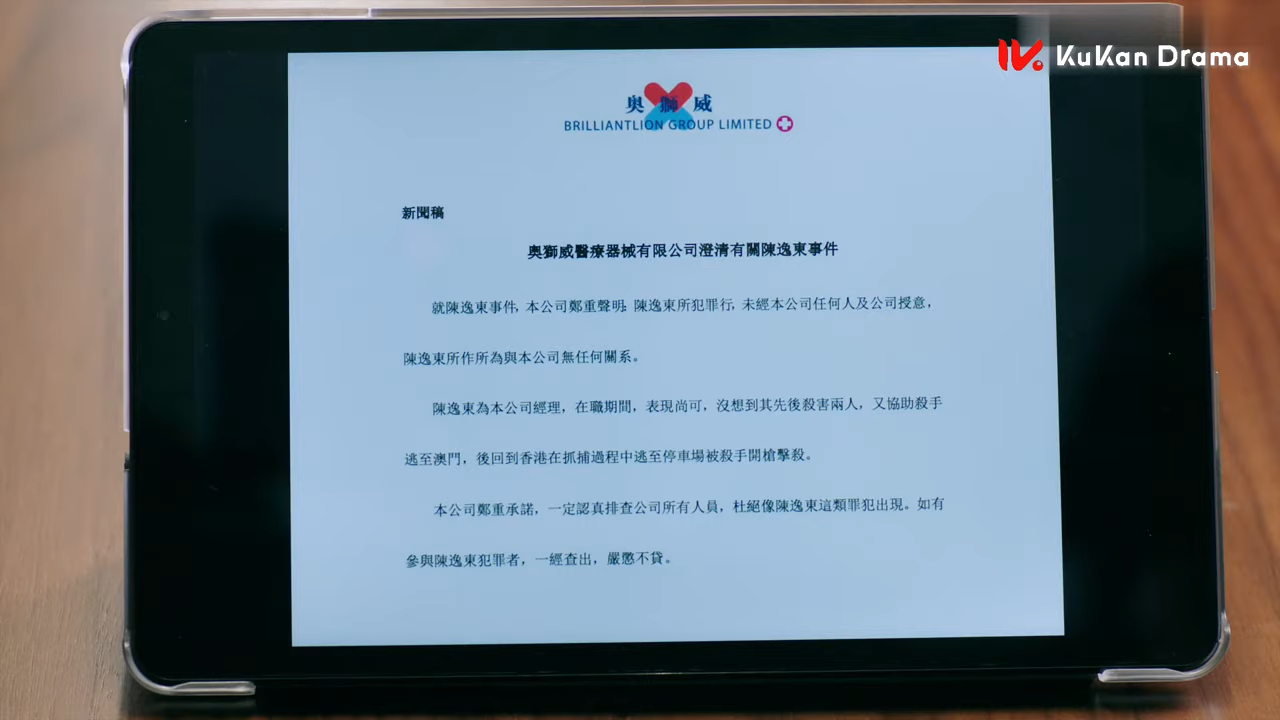 KuKan Drama
奥獅威
BRILLIANTLION GROUP LIMITED
新聞稿
奧獅威醫療器械有限公司澄清有關陳逸東事件
就陳逸東事件, 本公司鄭重聲明: 陳逸東所犯罪行, 未經本公司任何人及公司授意,
陳逸東所作所為與本公司無任何關系。
陳逸東為本公司經理, 在職期間, 表現尚可, 沒想到其先後殺害兩人, 又協助殺手
逃至澳門, 後回到香港在抓捕過程中逃至停車場被殺手開槍擊殺。
本公司鄭重承諾, 一定認真排查公司所有人員, 杜絕像陳逸東這類罪犯出現。如有
參與陳逸東犯罪者, 一經查出, 嚴懲不貸。